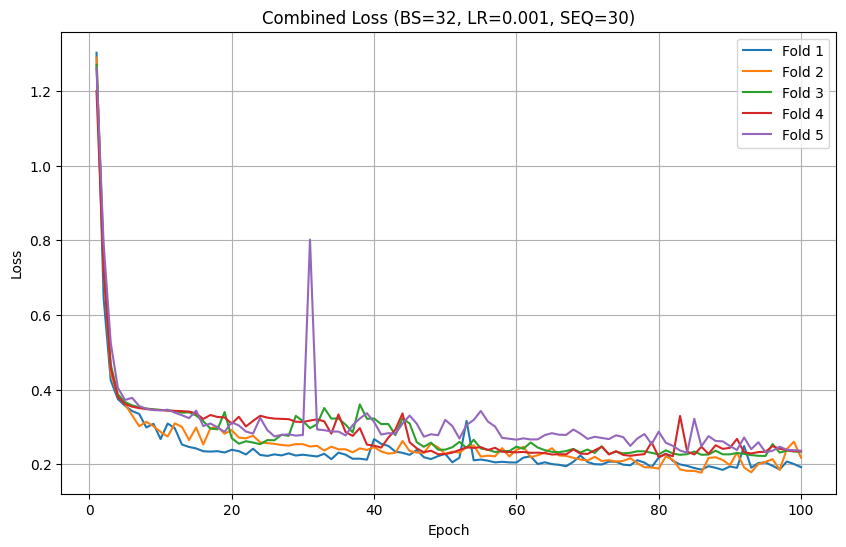 Combined Loss (BS=32, LR=0.001, SEQ=30)
Fold 1
Fold 2
Fold 3
Fold 4
Fold 5
1.2
1.0
0.8
0.6
0.4
0.2
Loss
0 20 40 60 80 100
Epoch